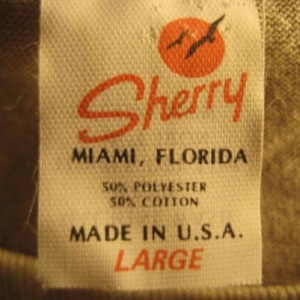 Sherry
MIAMI, FLORIDA
50% POLYESTER
50% COTTON
MADE IN U.S.A.
LARGE